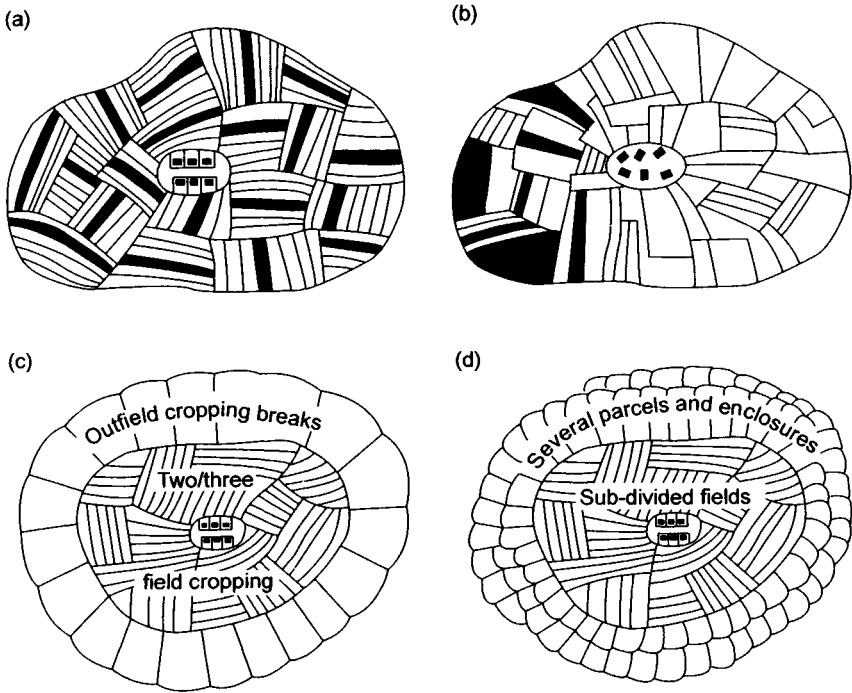 (a)
(b)
(c)
Outfield cropping breaks
Two/three
field cropping
(d)
Several parcels and enclosures
Sub-divided fields